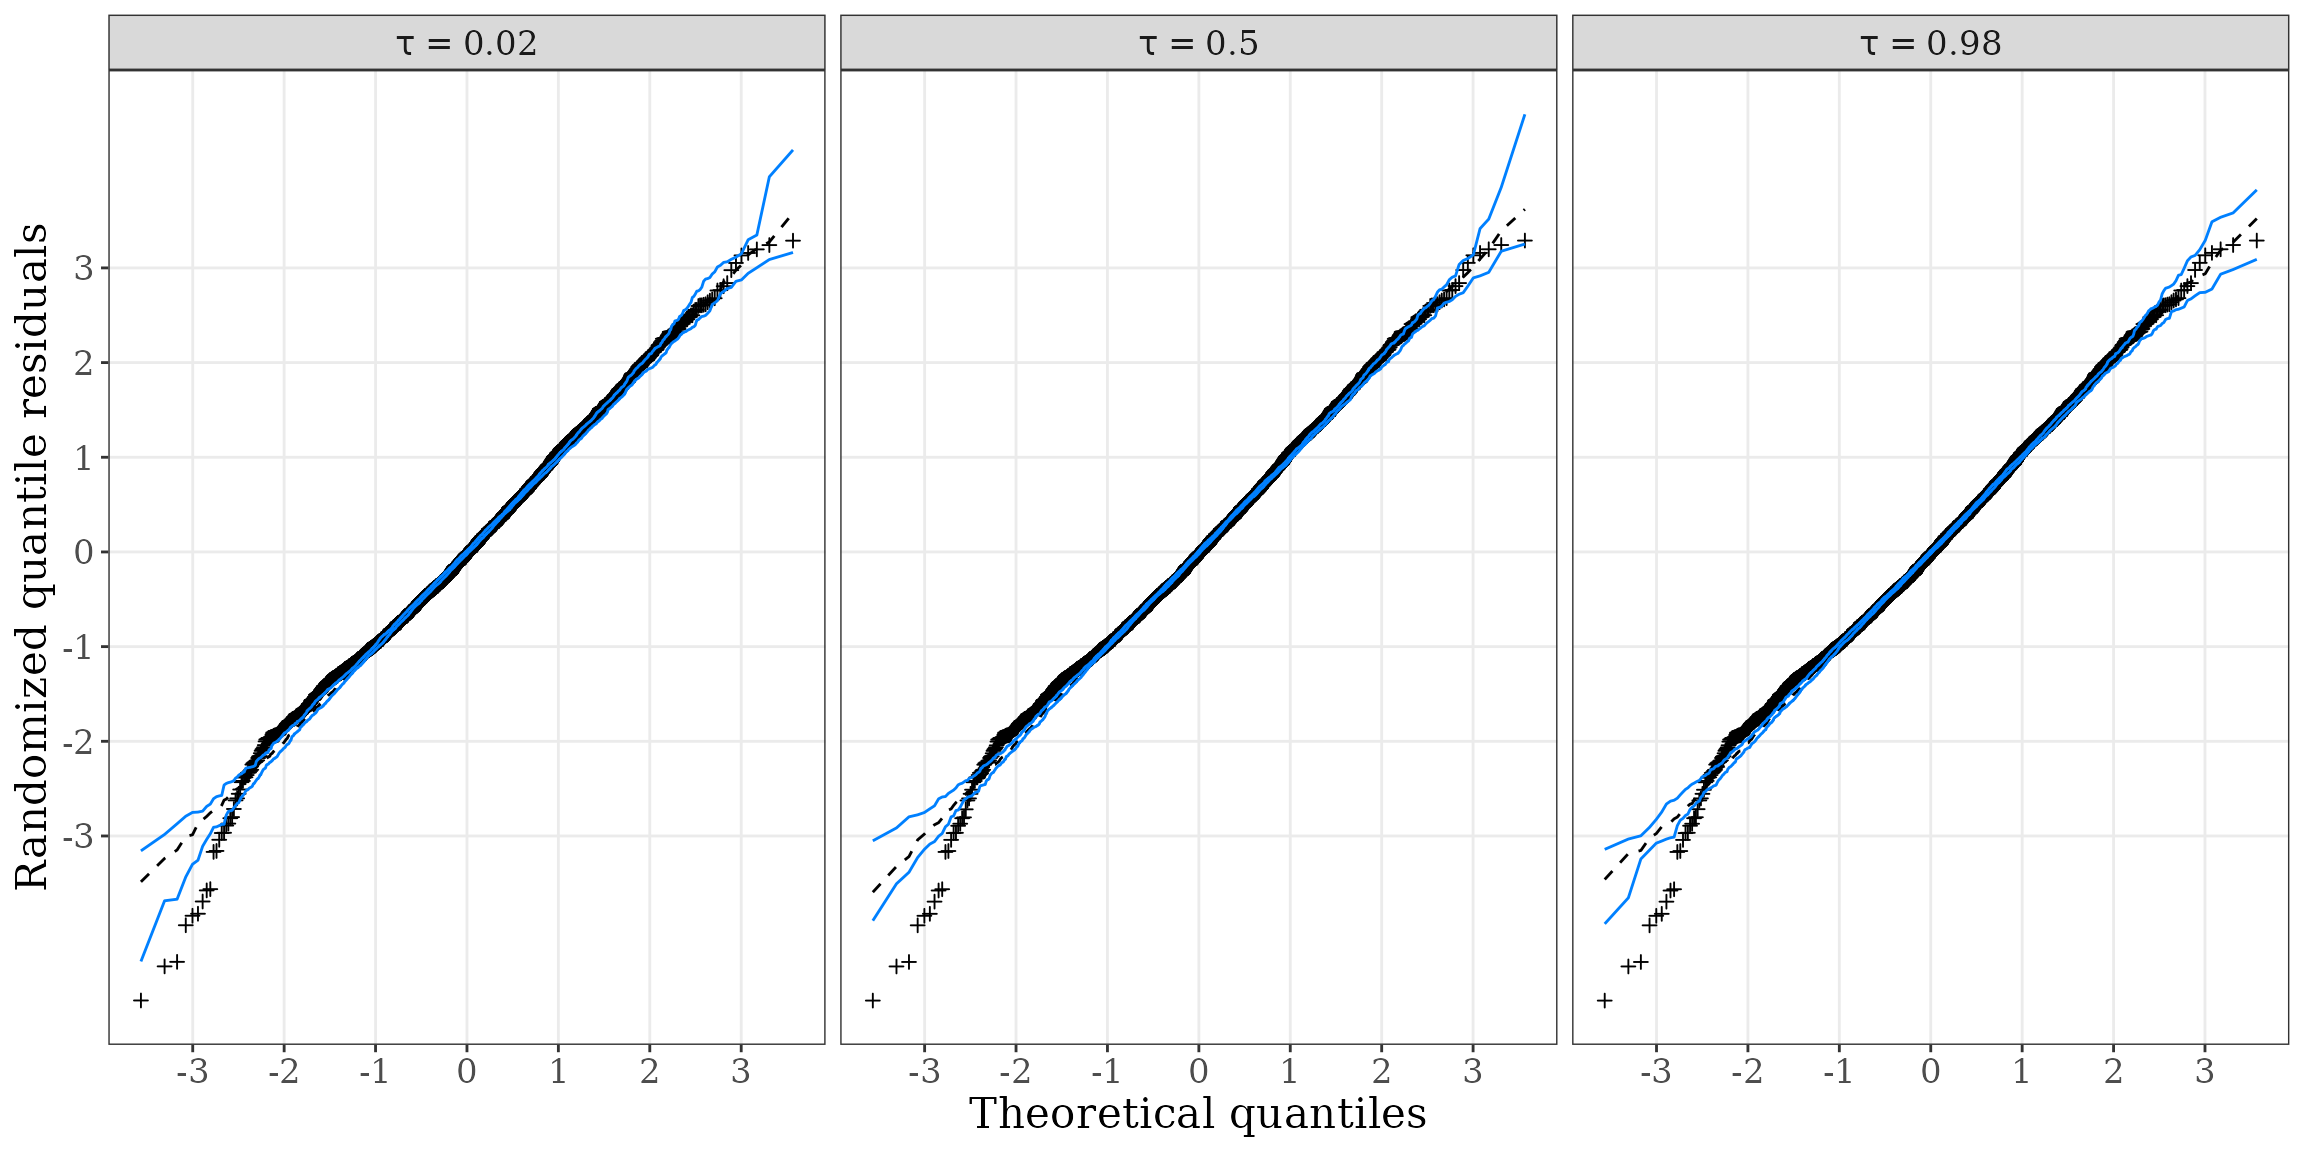 τ = 0.02
τ = 0.5
τ = 0.98
Randomized quantile residuals
3
2
1
0
-1
-2
-3
-3 -2 -1 0 1 2 3
-3 -2 -1 0 1 2 3
-3 -2 -1 0 1 2 3
Theoretical quantiles